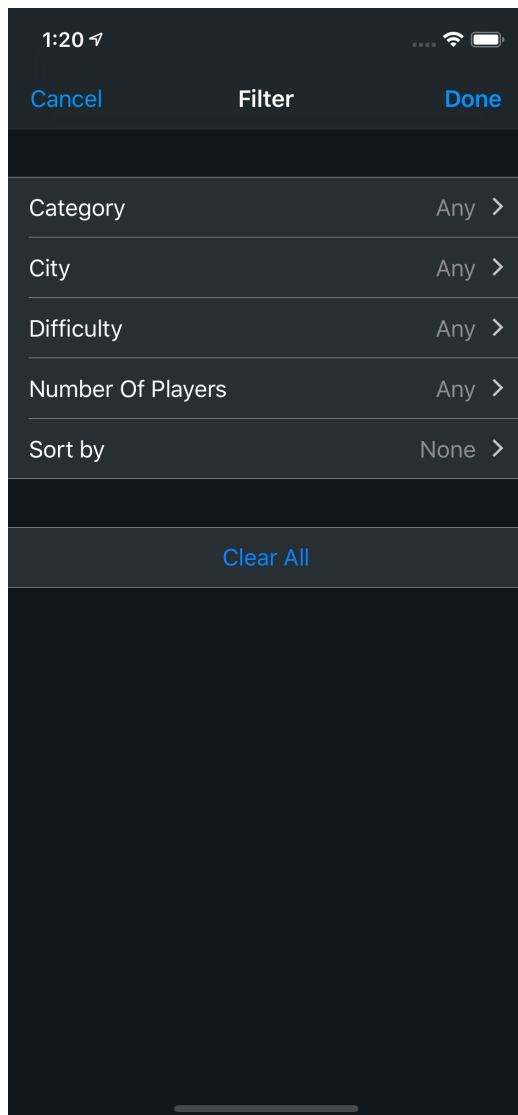 1:20
Cancel Filter Done
Category Any
City Any
Difficulty Any
Number Of Players Any
Sort by None
Clear All